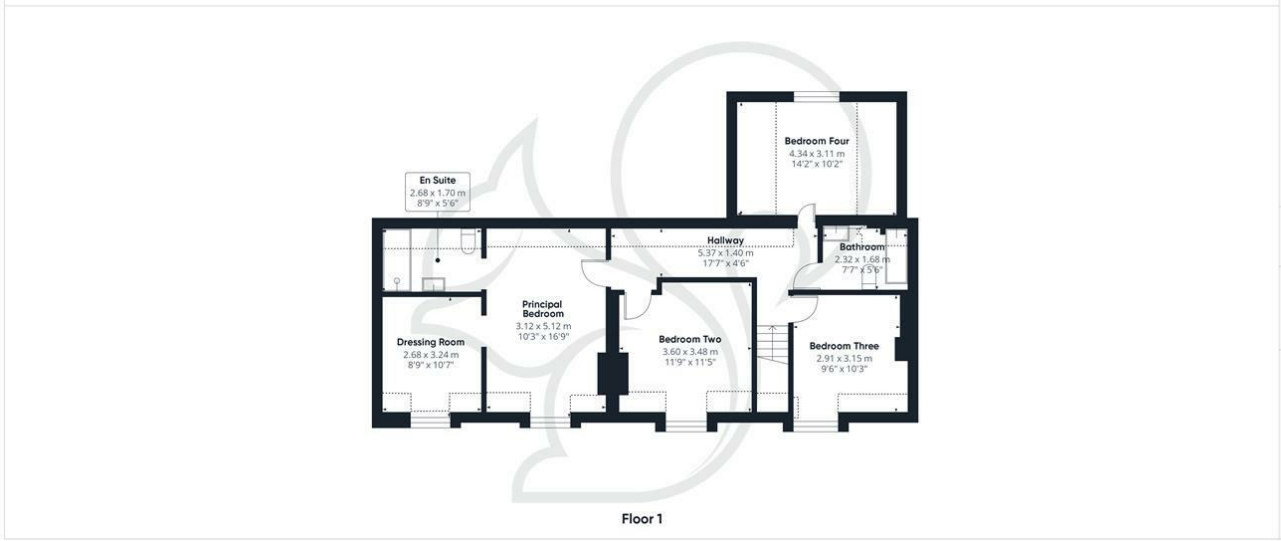 Bedroom Four
4.34 x 3.11 m
14'2" x 10'2"
En Suite
2.68 x 1.70 m
8'9" x 5'6"
Hallway
5.37 x 1.40 m
17'7" x 4'6"
Bathroom
2.32 x 1.68 m
7'7" x 5'6"
Principal
Bedroom
3.12 x 5.12 m
10'3" x 16'9"
Dressing Room
2.68 x 3.24 m
8'9" x 10'7"
Bedroom Two
3.60 x 3.48 m
11'9" x 11'5"
Bedroom Three
2.91 x 3.15 m
9'6" x 10'3"
Floor 1